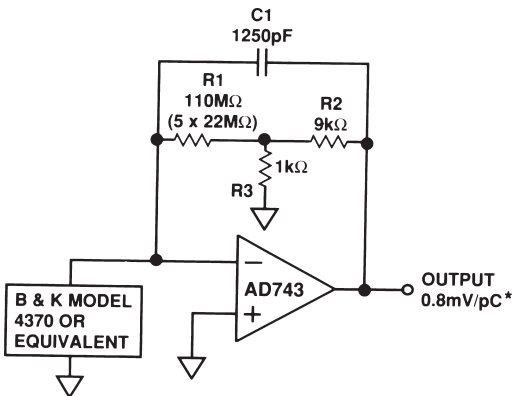 C1
1250pF
R1
110MΩ
(5 x 22MΩ)
R2
9kΩ
1kΩ
R3
−
AD743
+
OUTPUT
0.8mV/pC*
B & K MODEL
4370 OR
EQUIVALENT